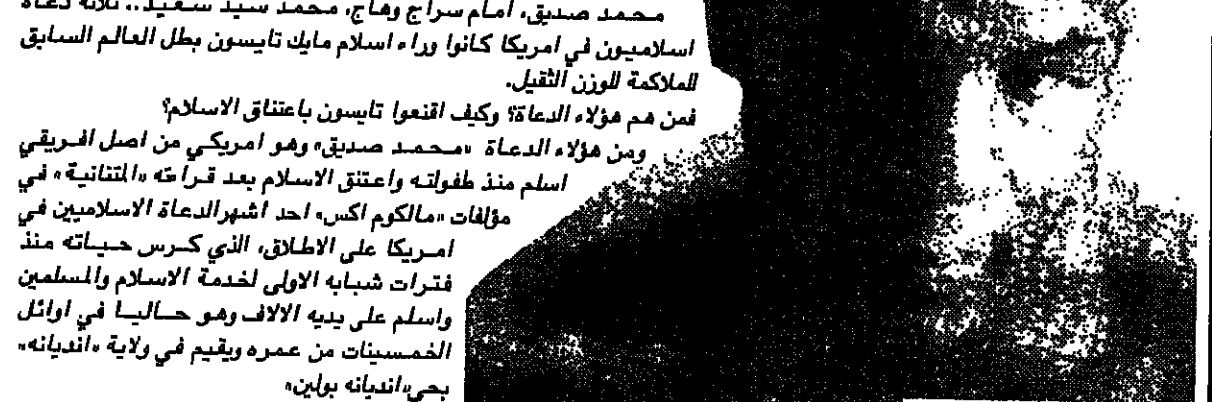 محمد صديق، امام سراج وهاج، محمد سيد سعيد.. ثلاثة دعاة
اسلاميون في امريكا كانوا وراء اسلام مايك تايسون بطل العالم السابق
للملاكمة للوزن الثقيل.
فمن هم هؤلاء الدعاة؟ وكيف اقنعوا تايسون باعتناق الاسلام؟
ومن هؤلاء الدعاة «محمد صديق» وهو امريكي من اصل افريقي
اسلم منذ طفولته واعتنق الاسلام بعد قراءته «المتنانية» في
مؤلفات «مالكوم اكس» احد اشهر الدعاة الاسلاميين في
امريكا على الاطلاق، الذي كرس حياته منذ
فترات شبابه الاولى لخدمة الاسلام والمسلمين
واسلم على يديه الالاف وهو حاليا في اوائل
الخمسينات من عمره ويقيم في ولاية «انديانه»
بحي «انديانه بولين»